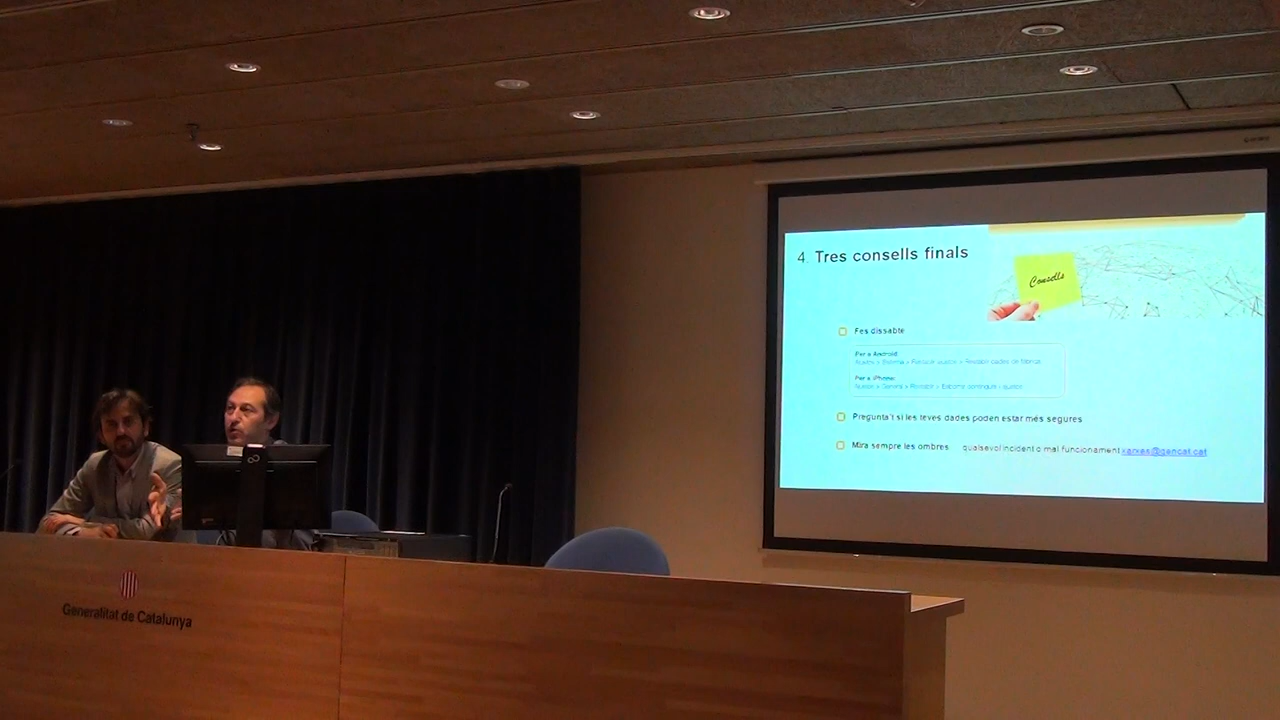 4. Tres consells finals
Consells
Fes dissabte
Per a Android:
Per a iPhone:
Pregunta't si les teves dades poden estar més segures
Mira sempre les ombres qualsevol incident o mal funcionament xarxes@gencat.cat
Generalitat de Catalunya